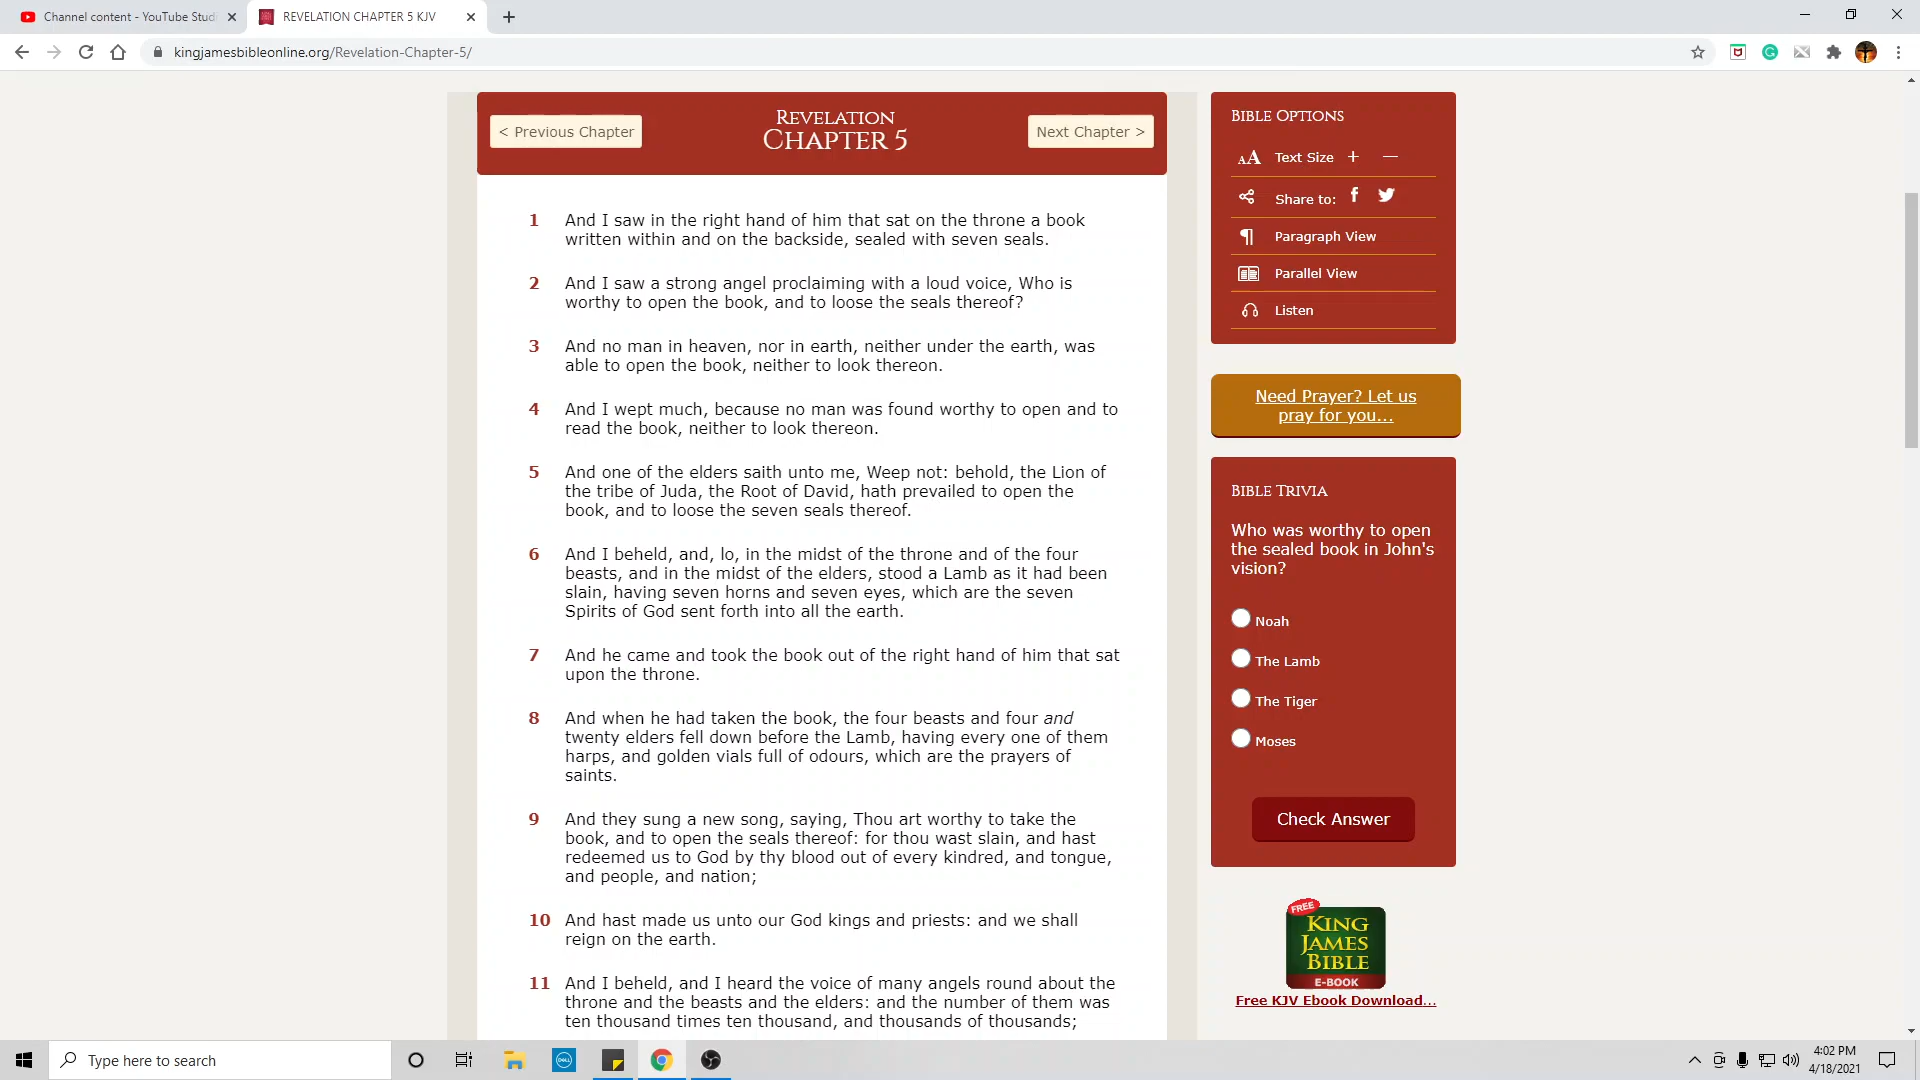 Channel content - YouTube Studi
REVELATION CHAPTER 5 KJV
kingjamesbibleonline.org/Revelation-Chapter-5/
< Previous Chapter
REVELATION
CHAPTER 5
Next Chapter >
1 And I saw in the right hand of him that sat on the throne a book
written within and on the backside, sealed with seven seals.
2 And I saw a strong angel proclaiming with a loud voice, Who is
worthy to open the book, and to loose the seals thereof?
3 And no man in heaven, nor in earth, neither under the earth, was
able to open the book, neither to look thereon.
4 And I wept much, because no man was found worthy to open and to
read the book, neither to look thereon.
5 And one of the elders saith unto me, Weep not: behold, the Lion of
the tribe of Juda, the Root of David, hath prevailed to open the
book, and to loose the seven seals thereof.
6 And I beheld, and, lo, in the midst of the throne and of the four
beasts, and in the midst of the elders, stood a Lamb as it had been
slain, having seven horns and seven eyes, which are the seven
Spirits of God sent forth into all the earth.
7 And he came and took the book out of the right hand of him that sat
upon the throne.
8 And when he had taken the book, the four beasts and four and
twenty elders fell down before the Lamb, having every one of them
harps, and golden vials full of odours, which are the prayers of
saints.
9 And they sung a new song, saying, Thou art worthy to take the
book, and to open the seals thereof: for thou wast slain, and hast
redeemed us to God by thy blood out of every kindred, and tongue,
and people, and nation;
10 And hast made us unto our God kings and priests: and we shall
reign on the earth.
11 And I beheld, and I heard the voice of many angels round about the
throne and the beasts and the elders: and the number of them was
ten thousand times ten thousand, and thousands of thousands;
BIBLE OPTIONS
AA Text Size + —
Share to: f
¶ Paragraph View
Parallel View
Listen
Need Prayer? Let us
pray for you...
BIBLE TRIVIA
Who was worthy to open
the sealed book in John's
vision?
Noah
The Lamb
The Tiger
Moses
Check Answer
FREE
KING
JAMES
BIBLE
E-BOOK
Free KJV Ebook Download...
Type here to search
DELL
4:02 PM
4/18/2021